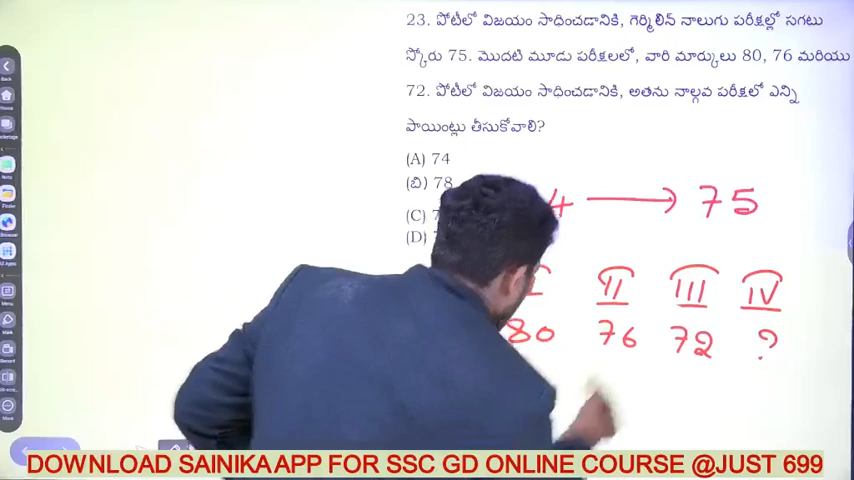 23. పోటీలో విజయం సాధించడానికి, గెర్మిలిన్ నాలుగు పరీక్షల్లో సగటు
స్కోరు 75. మొదటి మూడు పరీక్షలలో, వారి మార్కులు 80, 76 మరియు
72. పోటీలో విజయం సాధించడానికి, అతను నాల్గవ పరీక్షలో ఎన్ని
పాయింట్లు తీసుకోవాలి?
(A) 74
(బి) 78
(C) 7
(D)
4 → 75
I II III IV
80 76 72 ?
DOWNLOAD SAINIKA APP FOR SSC GD ONLINE COURSE @JUST 699